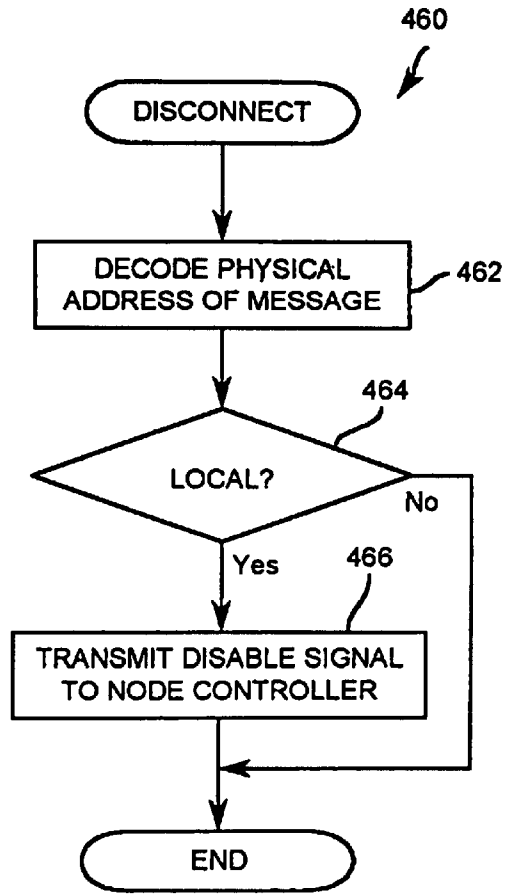 460
DISCONNECT
DECODE PHYSICAL
ADDRESS OF MESSAGE
462
464
LOCAL?
No
Yes
466
TRANSMIT DISABLE SIGNAL
TO NODE CONTROLLER
END